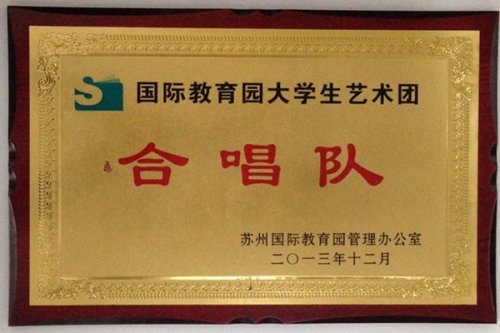 国际教育园大学生艺术团
合唱队
苏州国际教育园管理办公室
二〇一三年十二月